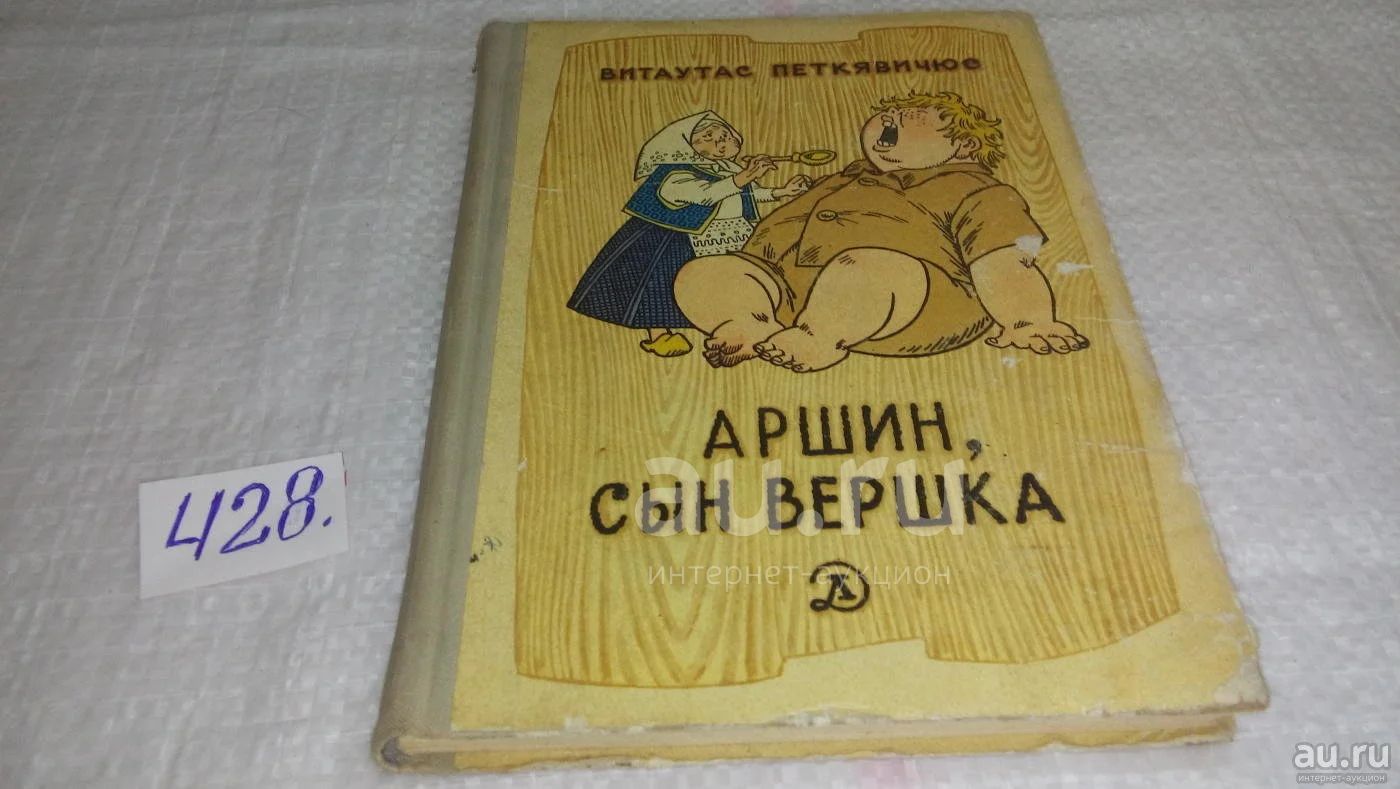 ВИТАУТАС ПЕТКЯВИЧЮС
АРШИН,
СЫН ВЕРШКА
au.ru
интернет-аукцион
428.
au.ru
интернет-аукцион